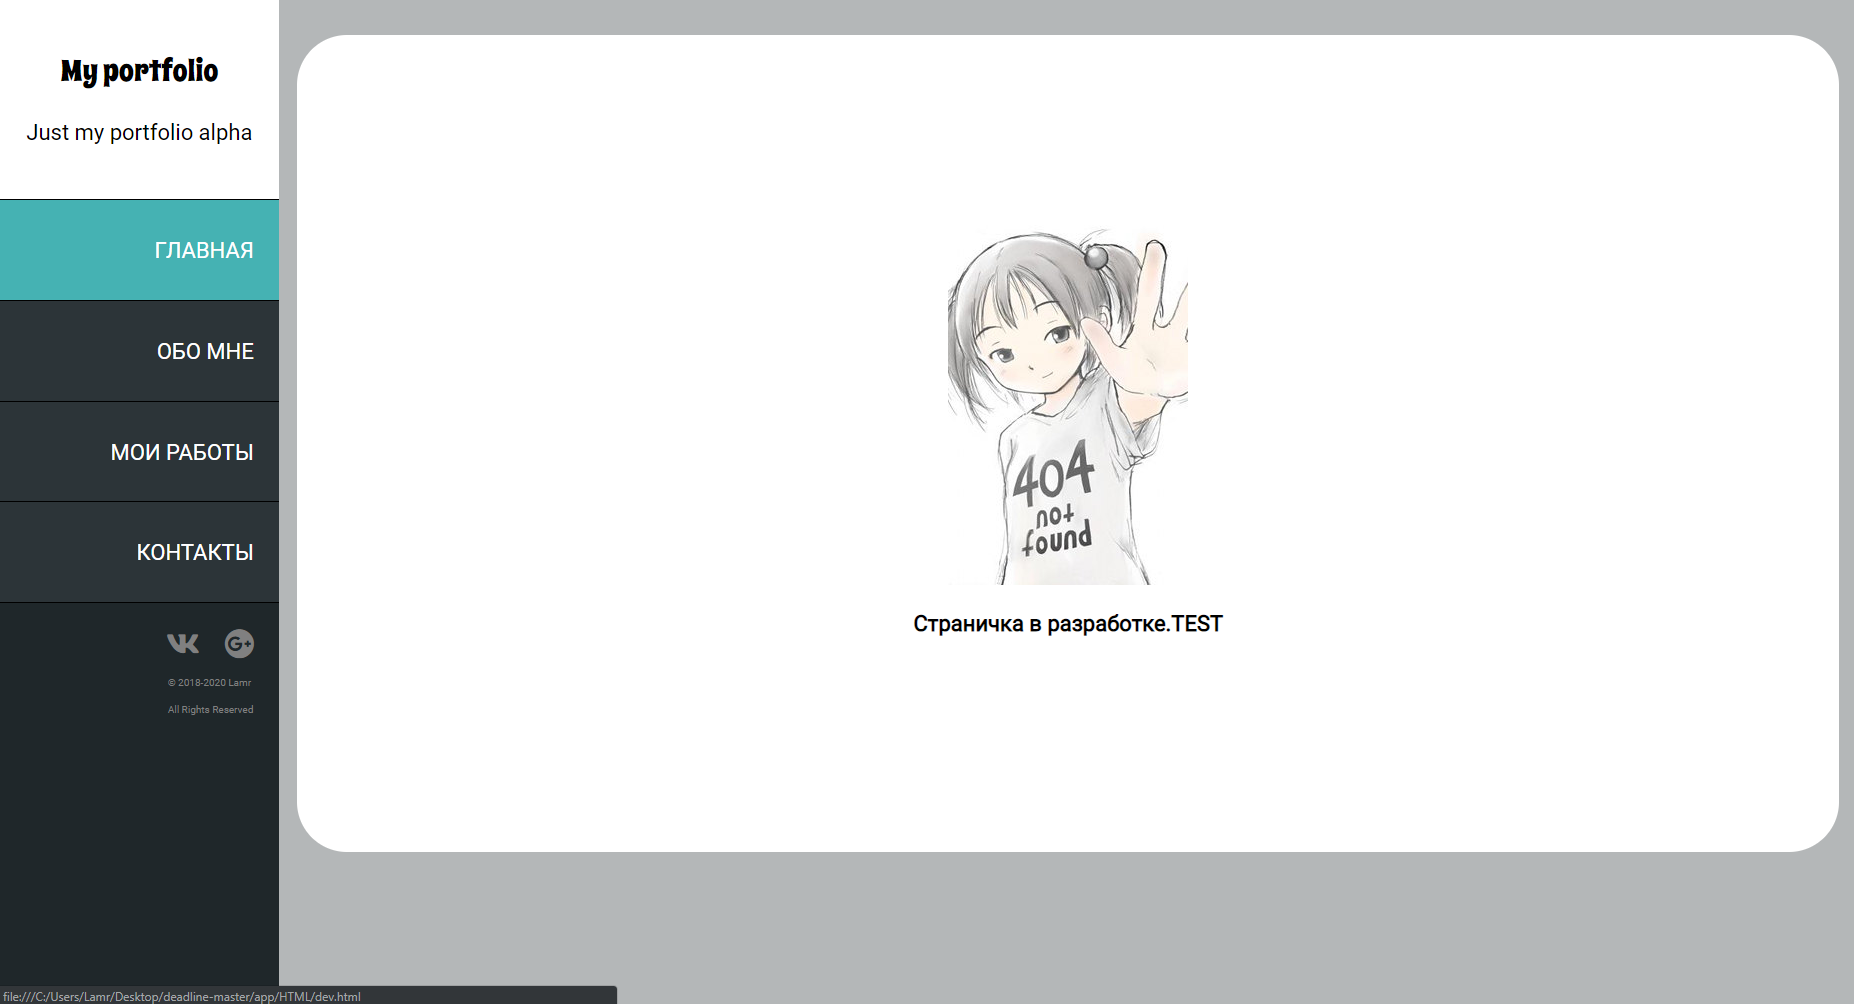 My portfolio
Just my portfolio alpha
ГЛАВНАЯ
ОБО МНЕ
МОИ РАБОТЫ
КОНТАКТЫ
G+
© 2018-2020 Lamr
All Rights Reserved
404
not
found
Страничка в разработке.TEST
file:///C:/Users/Lamr/Desktop/deadline-master/app/HTML/dev.html